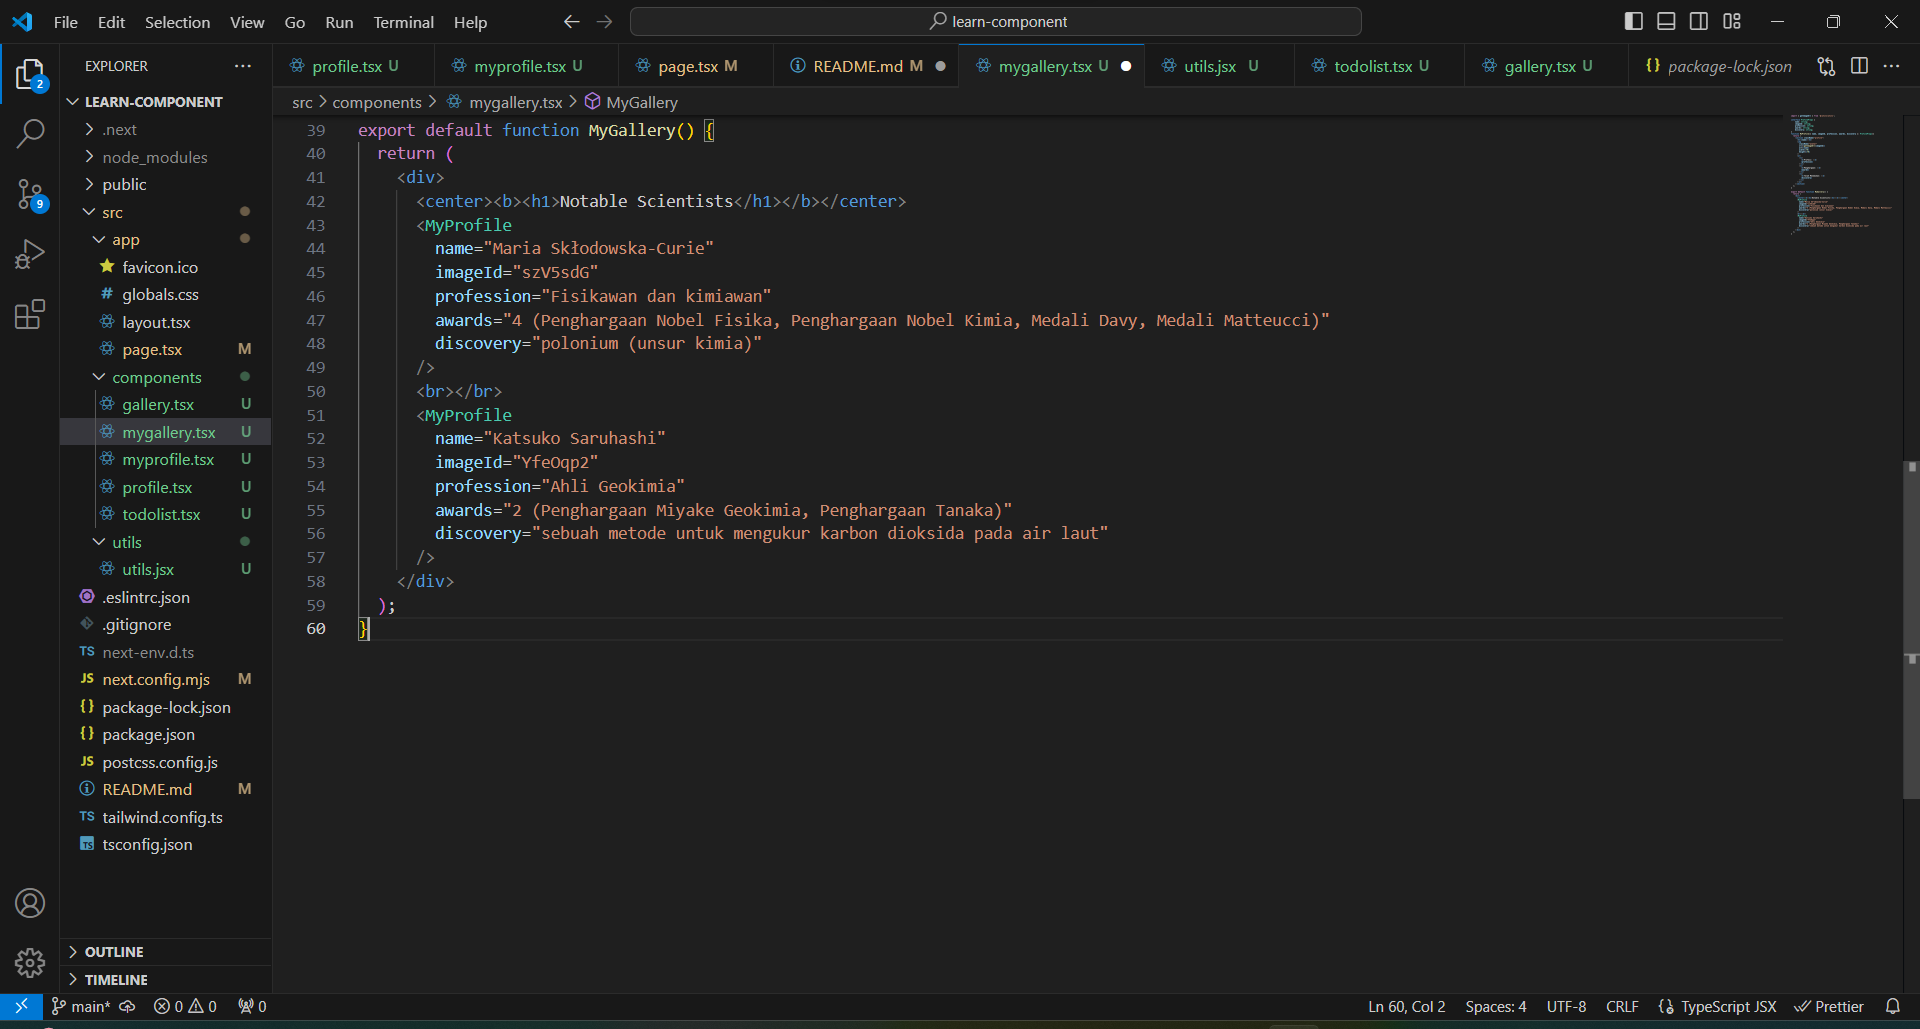 File Edit Selection View Go Run Terminal Help
learn-component
EXPLORER
profile.tsx U
myprofile.tsx U
page.tsx M
README.md M
mygallery.tsx U
utils.jsx U
todolist.tsx U
gallery.tsx U
package-lock.json
src > components > mygallery.tsx > MyGallery
2
9
LEARN-COMPONENT
.next
node_modules
public
src
app
favicon.ico
globals.css
layout.tsx
page.tsx M
components
gallery.tsx U
mygallery.tsx U
myprofile.tsx U
profile.tsx U
todolist.tsx U
utils
utils.jsx U
.eslintrc.json
.gitignore
TS next-env.d.ts
JS next.config.mjs M
package-lock.json
package.json
JS postcss.config.js
README.md M
TS tailwind.config.ts
tsconfig.json
OUTLINE
TIMELINE
39 export default function MyGallery() {
40 return (
41 <div>
42 <center><b><h1>Notable Scientists</h1></b></center>
43 <MyProfile
44 name="Maria Skłodowska-Curie"
45 imageId="szV5sdG"
46 profession="Fisikawan dan kimiawan"
47 awards="4 (Penghargaan Nobel Fisika, Penghargaan Nobel Kimia, Medali Davy, Medali Matteucci)"
48 discovery="polonium (unsur kimia)"
49 />
50 <br></br>
51 <MyProfile
52 name="Katsuko Saruhashi"
53 imageId="YfeOqp2"
54 profession="Ahli Geokimia"
55 awards="2 (Penghargaan Miyake Geokimia, Penghargaan Tanaka)"
56 discovery="sebuah metode untuk mengukur karbon dioksida pada air laut"
57 />
58 </div>
59 );
60 }
main* 0 0 0
Ln 60, Col 2 Spaces: 4 UTF-8 CRLF TypeScript JSX Prettier